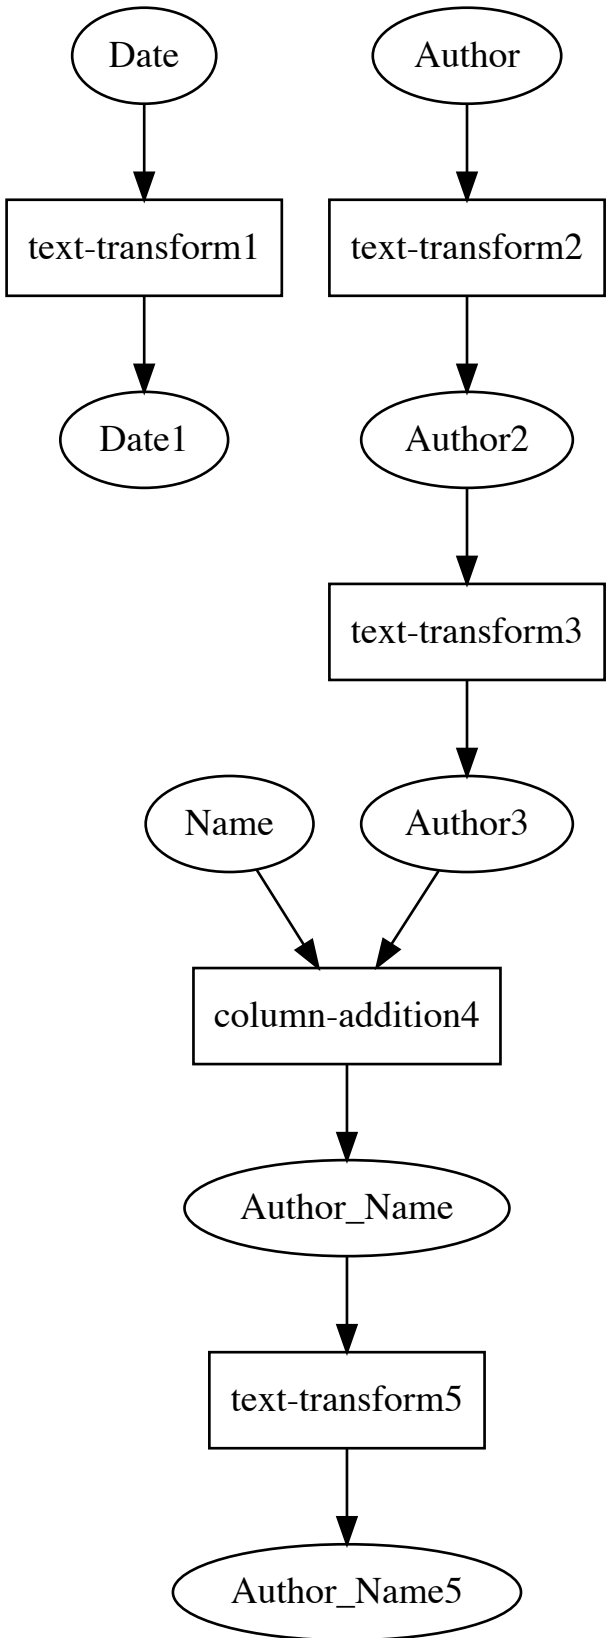 Date
Author
text-transform1
text-transform2
Date1
Author2
text-transform3
Name
Author3
column-addition4
Author_Name
text-transform5
Author_Name5